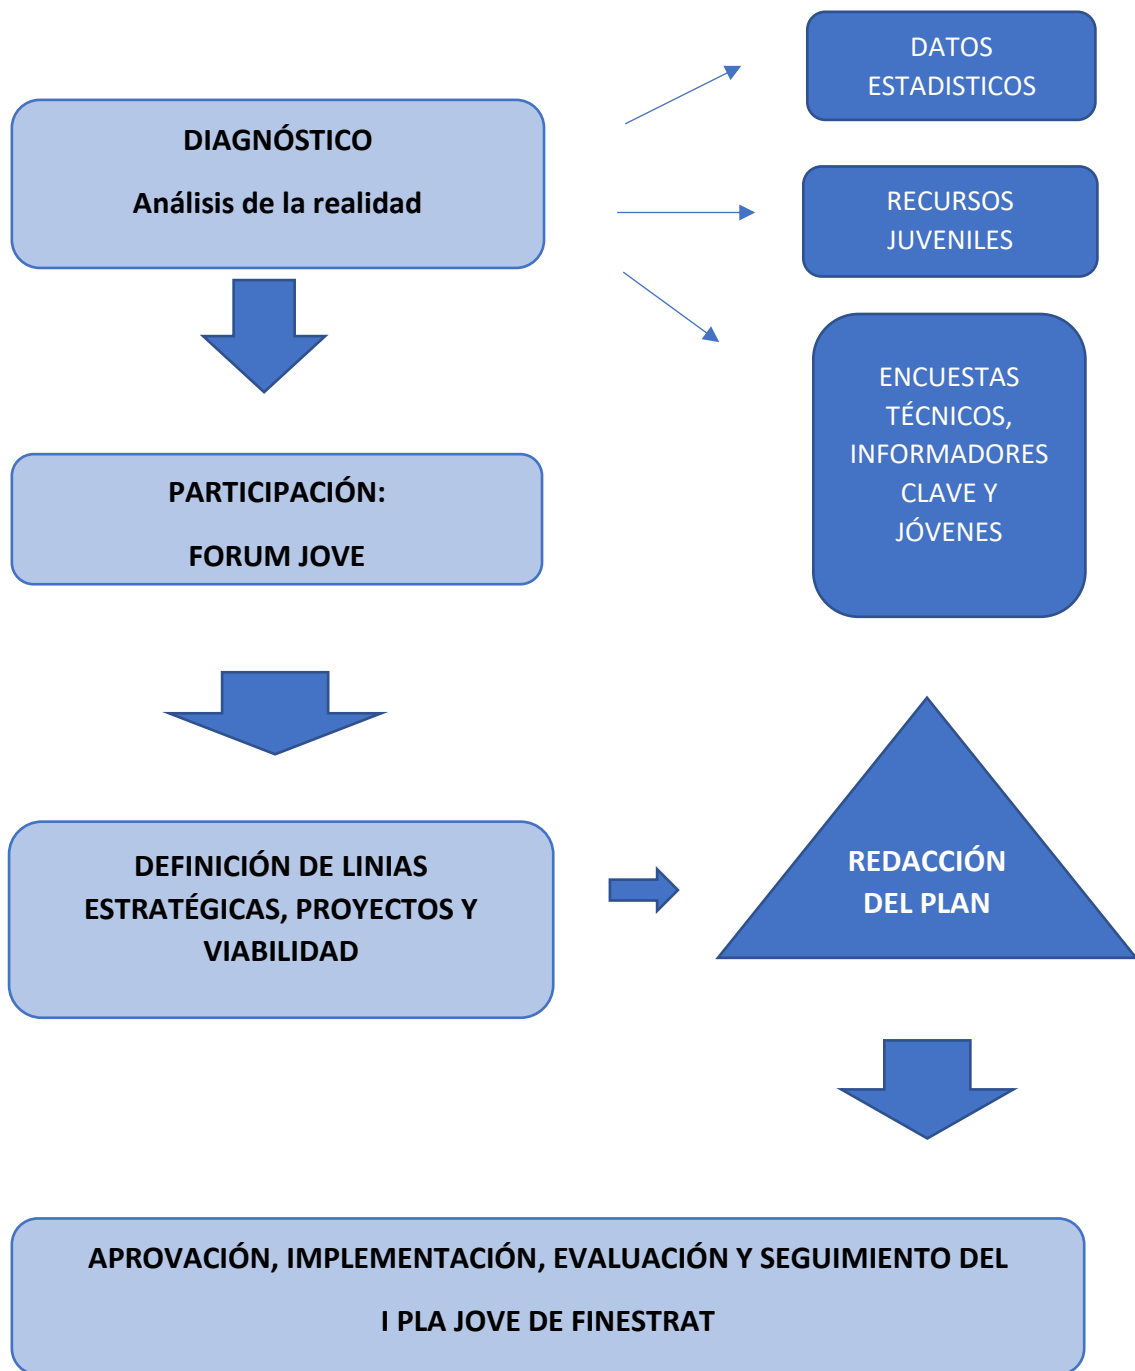 DATOS
ESTADISTICOS
DIAGNÓSTICO
Análisis de la realidad
RECURSOS
JUVENILES
ENCUESTAS
TÉCNICOS,
INFORMADORES
CLAVE Y
JÓVENES
PARTICIPACIÓN:
FORUM JOVE
DEFINICIÓN DE LINIAS
ESTRATÉGICAS, PROYECTOS Y
VIABILIDAD
REDACCIÓN
DEL PLAN
APROVACIÓN, IMPLEMENTACIÓN, EVALUACIÓN Y SEGUIMIENTO DEL
I PLA JOVE DE FINESTRAT